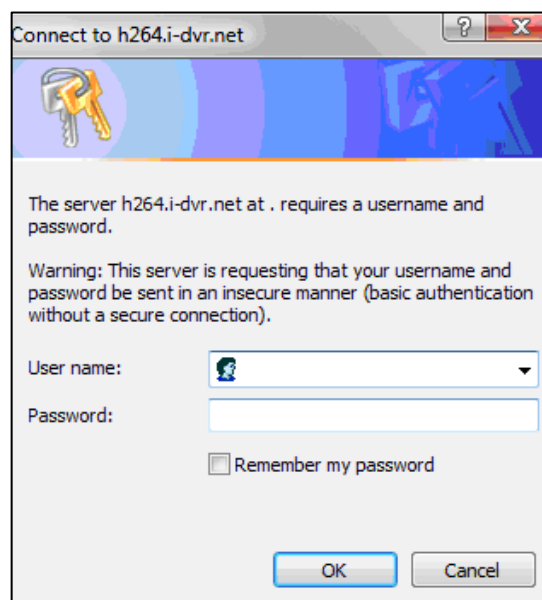 Connect to h264.i-dvr.net
The server h264.i-dvr.net at . requires a username and
password.
Warning: This server is requesting that your username and
password be sent in an insecure manner (basic authentication
without a secure connection).
User name:
Password:
Remember my password
OK Cancel